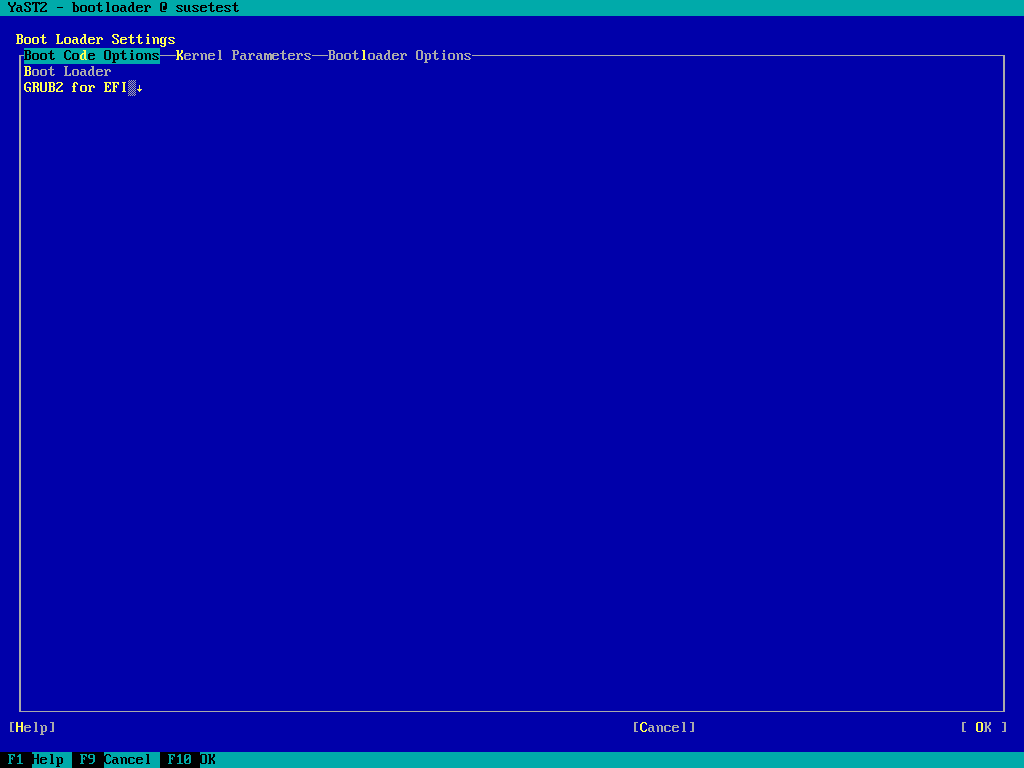 YaST2 - bootloader @ susetest
Boot Loader Settings
Boot Code Options Kernel Parameters Bootloader Options
Boot Loader
GRUB2 for EFI▒↓
[Help] [Cancel] [ OK ]
F1 Help F9 Cancel F10 OK